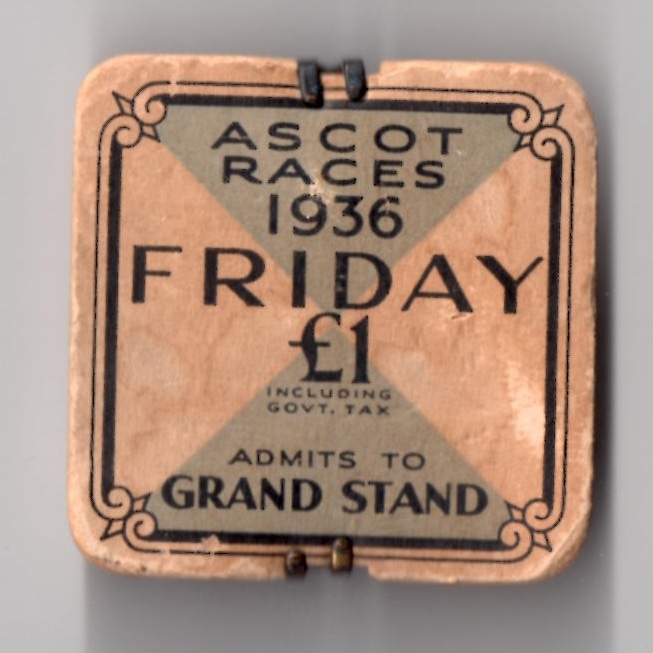 ASCOT
RACES
1936
FRIDAY
£1
INCLUDING
GOVT. TAX
ADMITS TO
GRAND STAND